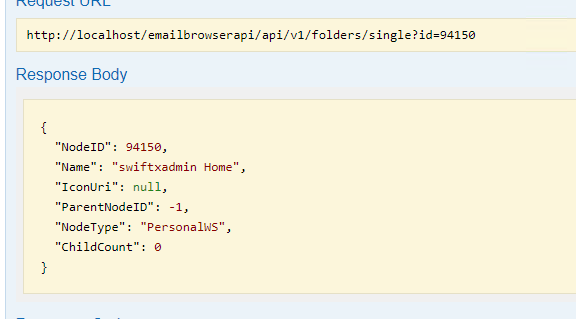 Request URL
http://localhost/emailbrowserapi/api/v1/folders/single?id=94150
Response Body
{
"NodeID": 94150,
"Name": "swiftxadmin Home",
"IconUri": null,
"ParentNodeID": -1,
"NodeType": "PersonalWS",
"ChildCount": 0
}